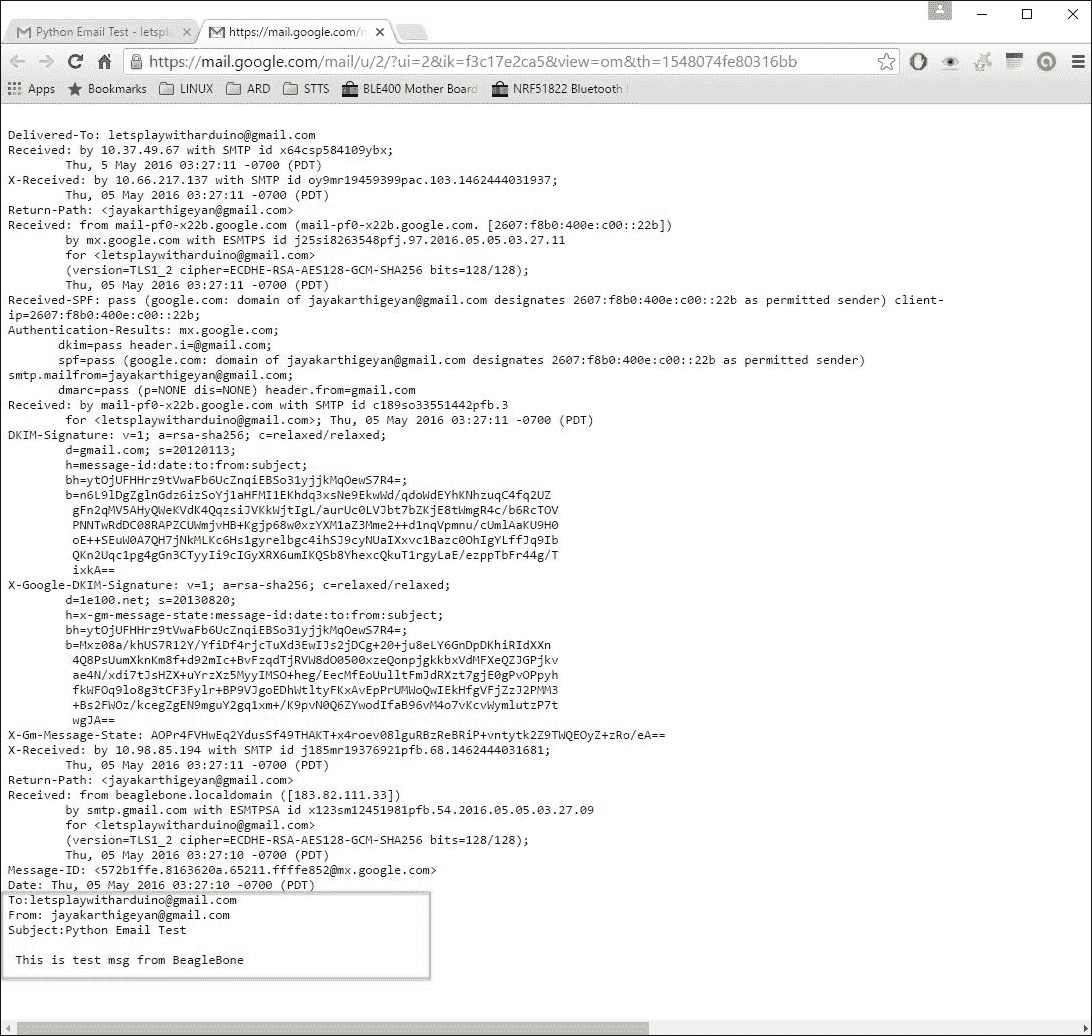 Python Email Test - letspl
https://mail.google.com/m
https://mail.google.com/mail/u/2/?ui=2&ik=f3c17e2ca5&view=om&th=1548074fe80316bb
Apps Bookmarks LINUX ARD STTS BLE400 Mother Board NRF51822 Bluetooth
Delivered-To: letsplaywitharduino@gmail.com
Received: by 10.37.49.67 with SMTP id x64csp584109ybx;
Thu, 5 May 2016 03:27:11 -0700 (PDT)
X-Received: by 10.66.217.137 with SMTP id oy9mr19459399pac.103.1462444031937;
Thu, 05 May 2016 03:27:11 -0700 (PDT)
Return-Path: <jayakarthigeyan@gmail.com>
Received: from mail-pf0-x22b.google.com (mail-pf0-x22b.google.com. [2607:f8b0:400e:c00::22b])
by mx.google.com with ESMTPS id j25si8263548pfj.97.2016.05.05.03.27.11
for <letsplaywitharduino@gmail.com>
(version=TLS1_2 cipher=ECDHE-RSA-AES128-GCM-SHA256 bits=128/128);
Thu, 05 May 2016 03:27:11 -0700 (PDT)
Received-SPF: pass (google.com: domain of jayakarthigeyan@gmail.com designates 2607:f8b0:400e:c00::22b as permitted sender) client-
ip=2607:f8b0:400e:c00::22b;
Authentication-Results: mx.google.com;
dkim=pass header.i=@gmail.com;
spf=pass (google.com: domain of jayakarthigeyan@gmail.com designates 2607:f8b0:400e:c00::22b as permitted sender)
smtp.mailfrom=jayakarthigeyan@gmail.com;
dmarc=pass (p=NONE dis=NONE) header.from=gmail.com
Received: by mail-pf0-x22b.google.com with SMTP id c189so33551442pfb.3
for <letsplaywitharduino@gmail.com>; Thu, 05 May 2016 03:27:11 -0700 (PDT)
DKIM-Signature: v=1; a=rsa-sha256; c=relaxed/relaxed;
d=gmail.com; s=20120113;
h=message-id:date:to:from:subject;
bh=ytOjUFHHrz9tVwaFb6UcZnqiEBSo31yjjkMqOewS7R4=;
b=n6L9lDgZglnGdz6izSoYj1aHFMI1EKhdq3xsNe9EkwWd/qdoWdEYhKNhzuqC4fq2UZ
gFn2qMV5AHyQWeKVdK4QqzsiJVKkWjtIgL/aurUc0LVJbt7bZKjE8tWmgR4c/b6RcTOV
PNNTwRdDC08RAPZCUWmjvHB+Kgjp68w0xzYXM1aZ3Mme2++d1nqVpmnu/cUmlAaKU9H0
oE++SEuW0A7QH7jNkMLKc6Hs1gyrelbgc4ihSJ9cyNUaIXxvc1Bazc0OhIgYLffJq9Ib
QKn2Uqc1pg4gGn3CTyyIi9cIGyXRX6umIKQSb8YhexcQkuT1rgyLaE/ezppTbFr44g/T
ixkA==
X-Google-DKIM-Signature: v=1; a=rsa-sha256; c=relaxed/relaxed;
d=1e100.net; s=20130820;
h=x-gm-message-state:message-id:date:to:from:subject;
bh=ytOjUFHHrz9tVwaFb6UcZnqiEBSo31yjjkMqOewS7R4=;
b=Mxz08a/khUS7R12Y/YfiDf4rjcTuXd3EwIJs2jDCg+20+ju8eLY6GnDpDKhiRIdXXn
4Q8PsUumXknKm8f+d92mIc+BvFzqdTjRVW8dO0500xzeQonpjgkkbxVdMFXeQZJGPjkv
ae4N/xdi7tJsHZX+uYrzXz5MyyIMSO+heg/EecMfEoUulltFmJdRXzt7gjE0gPvOPpyh
fkWFOq9lo8g3tCF3Fylr+BP9VJgoEDhWtltyFKxAvEpPrUMWoQwIEkHfgVFjZzJ2PMM3
+Bs2FWOz/kcegZgEN9mguY2gq1xm+/K9pvN0Q6ZYwodIfaB96vM4o7vKcvWymlutzP7t
wgJA==
X-Gm-Message-State: AOPr4FVHwEq2YdusSf49THAKT+x4roev08lguRBzReBRiP+vntytk2Z9TWQEOyZ+zRo/eA==
X-Received: by 10.98.85.194 with SMTP id j185mr19376921pfb.68.1462444031681;
Thu, 05 May 2016 03:27:11 -0700 (PDT)
Return-Path: <jayakarthigeyan@gmail.com>
Received: from beaglebone.localdomain ([183.82.111.33])
by smtp.gmail.com with ESMTPSA id x123sm12451981pfb.54.2016.05.05.03.27.09
for <letsplaywitharduino@gmail.com>
(version=TLS1_2 cipher=ECDHE-RSA-AES128-GCM-SHA256 bits=128/128);
Thu, 05 May 2016 03:27:10 -0700 (PDT)
Message-ID: <572b1ffe.8163620a.65211.ffffe852@mx.google.com>
Date: Thu, 05 May 2016 03:27:10 -0700 (PDT)
To:letsplaywitharduino@gmail.com
From: jayakarthigeyan@gmail.com
Subject:Python Email Test
This is test msg from BeagleBone